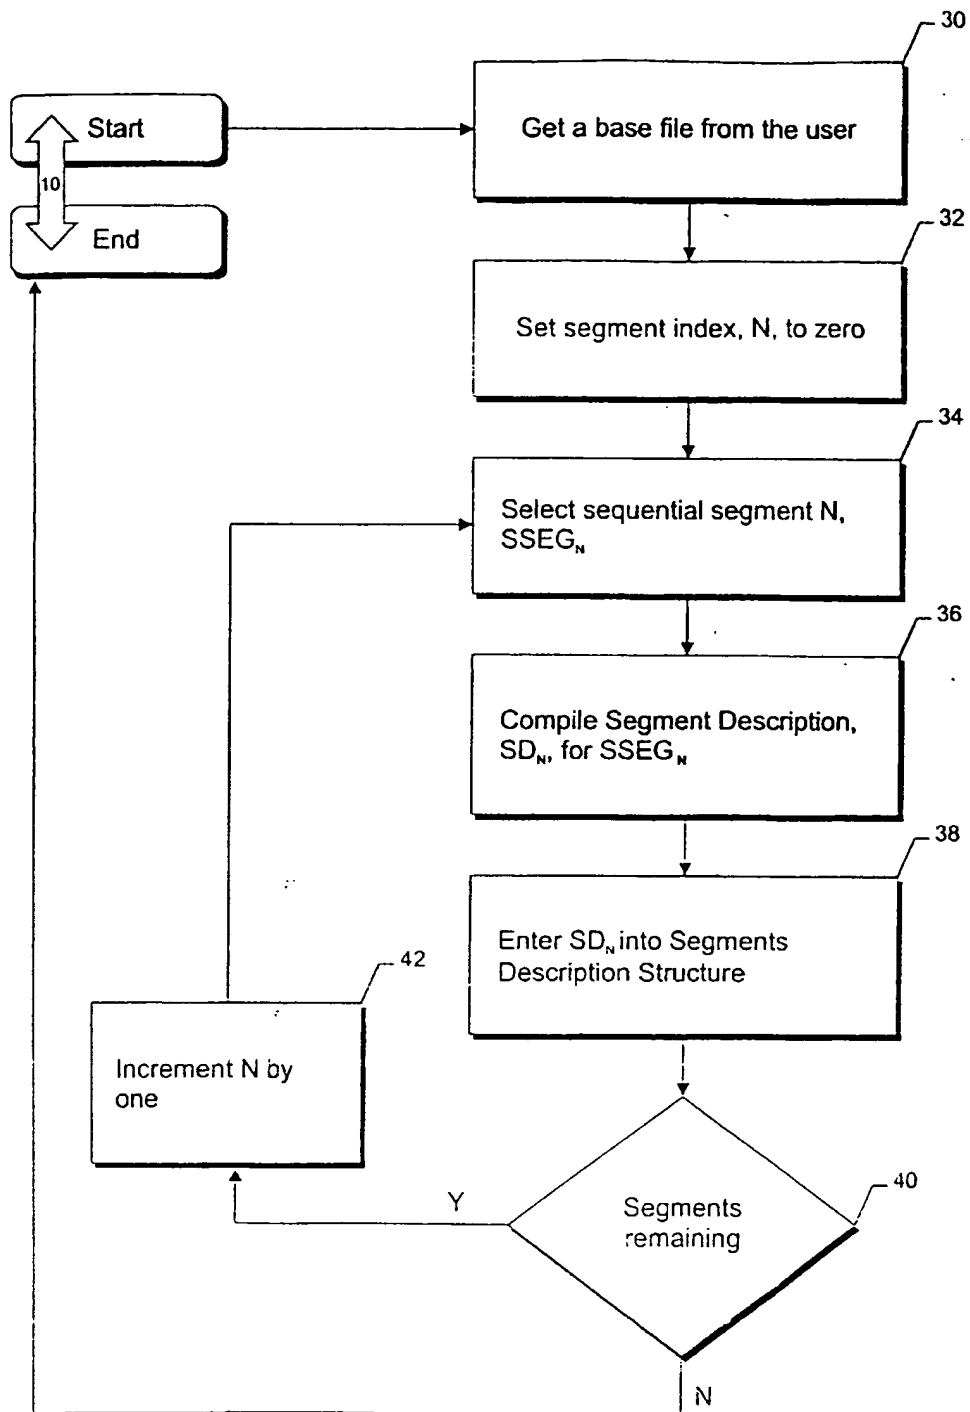 30
Start
Get a base file from the user
10
End
32
Set segment index, N, to zero
34
Select sequential segment N,
SSEG_N
36
Compile Segment Description,
SD_N, for SSEG_N
38
Enter SD_N into Segments
Description Structure
42
Increment N by
one
40
Y
Segments
remaining
N